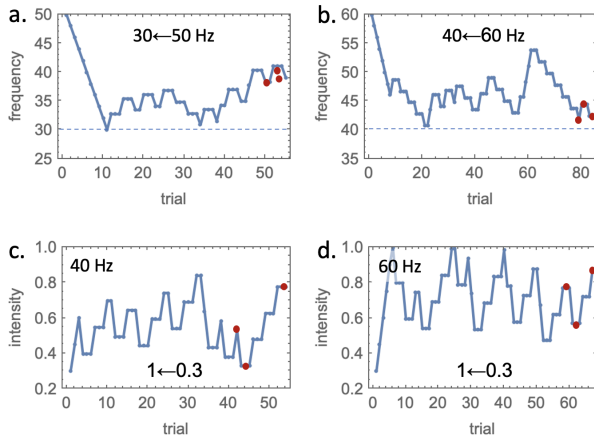 a.
30←50 Hz
frequency
50
45
40
35
30
25
0 10 20 30 40 50
trial
b.
40←60 Hz
frequency
60
55
50
45
40
35
0 20 40 60 80
trial
c.
40 Hz
intensity
1.0
0.8
0.6
0.4
0.2
1←0.3
0 10 20 30 40 50
trial
d.
60 Hz
intensity
1.0
0.8
0.6
0.4
0.2
1←0.3
0 10 20 30 40 50 60
trial